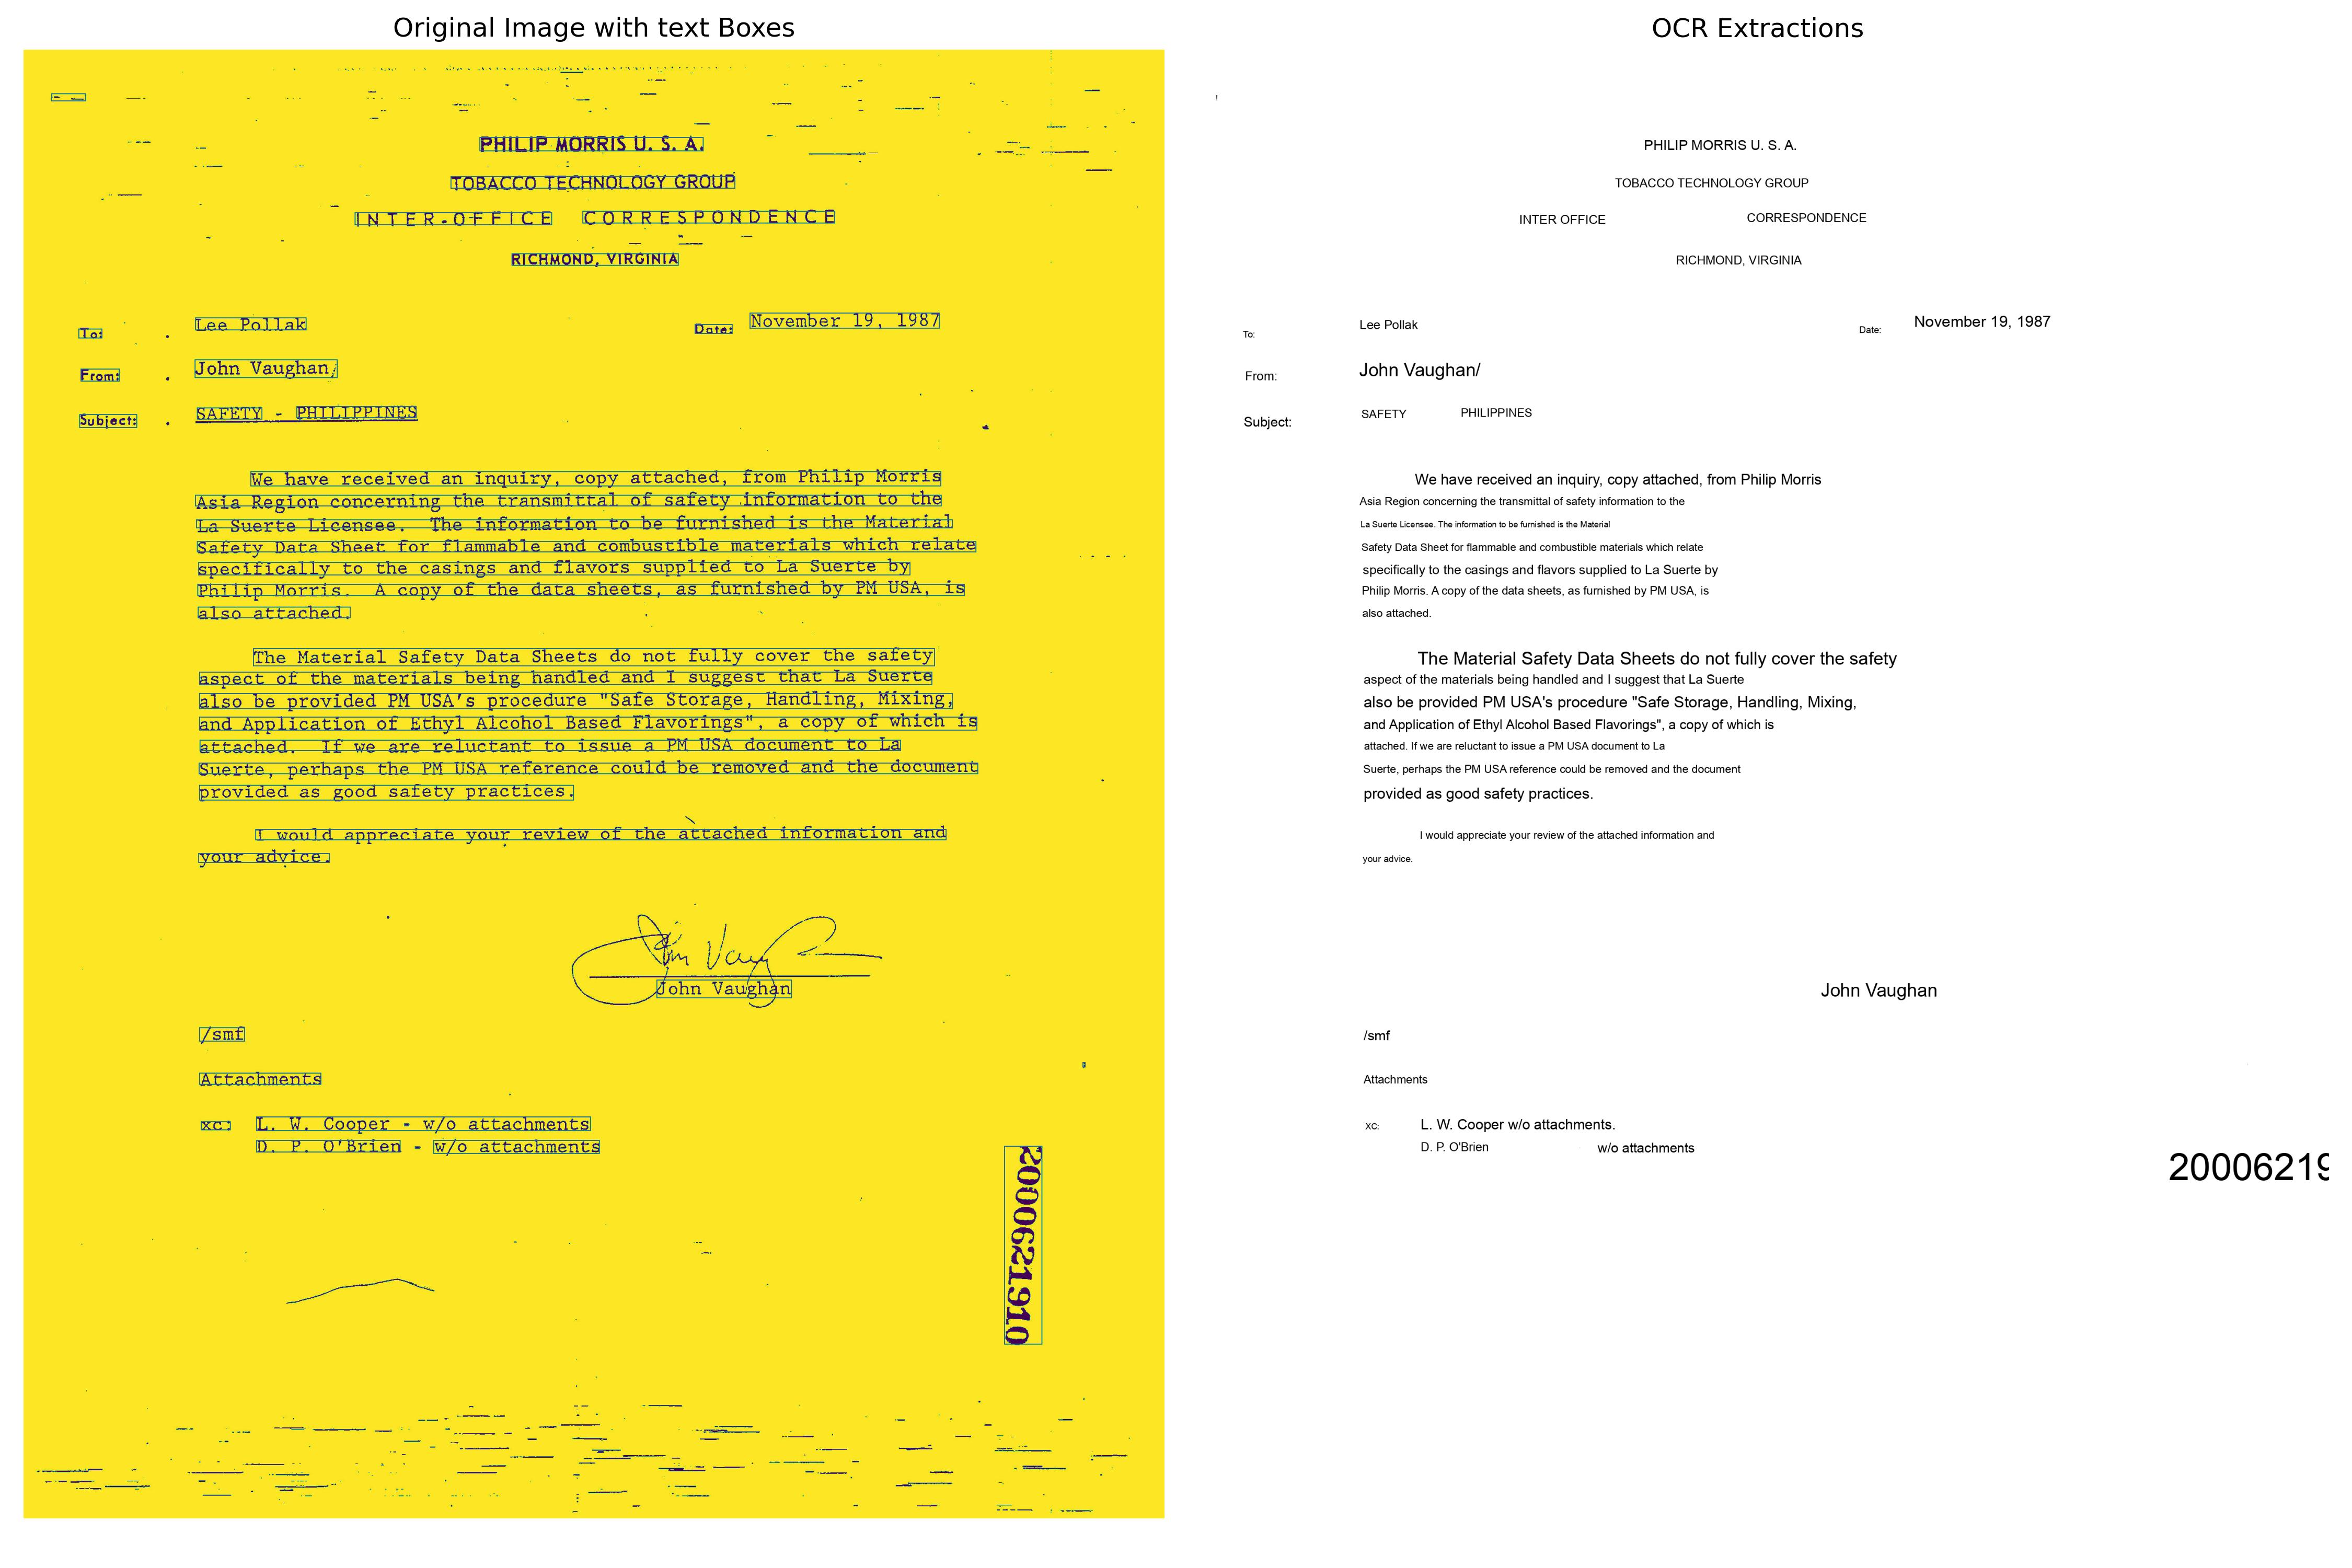 Original Image with text Boxes
PHILIP MORRIS U. S. A.
TOBACCO TECHNOLOGY GROUP
INTER-OFFICE CORRESPONDENCE
RICHMOND, VIRGINIA
To: . Lee Pollak Date: November 19, 1987
From: . John Vaughan
Subject: . SAFETY - PHILIPPINES
We have received an inquiry, copy attached, from Philip Morris
Asia Region concerning the transmittal of safety information to the
La Suerte Licensee. The information to be furnished is the Material
Safety Data Sheet for flammable and combustible materials which relate
specifically to the casings and flavors supplied to La Suerte by
Philip Morris. A copy of the data sheets, as furnished by PM USA, is
also attached.
The Material Safety Data Sheets do not fully cover the safety
aspect of the materials being handled and I suggest that La Suerte
also be provided PM USA's procedure "Safe Storage, Handling, Mixing,
and Application of Ethyl Alcohol Based Flavorings", a copy of which is
attached. If we are reluctant to issue a PM USA document to La
Suerte, perhaps the PM USA reference could be removed and the document
provided as good safety practices.
I would appreciate your review of the attached information and
your advice.
John Vaughan
/smf
Attachments
xc: L. W. Cooper - w/o attachments
D. P. O'Brien - w/o attachments
2000621910
OCR Extractions
PHILIP MORRIS U. S. A.
TOBACCO TECHNOLOGY GROUP
INTER OFFICE CORRESPONDENCE
RICHMOND, VIRGINIA
To: Lee Pollak Date: November 19, 1987
From: John Vaughan/
Subject: SAFETY PHILIPPINES
We have received an inquiry, copy attached, from Philip Morris
Asia Region concerning the transmittal of safety information to the
La Suerte Licensee. The information to be furnished is the Material
Safety Data Sheet for flammable and combustible materials which relate
specifically to the casings and flavors supplied to La Suerte by
Philip Morris. A copy of the data sheets, as furnished by PM USA, is
also attached.
The Material Safety Data Sheets do not fully cover the safety
aspect of the materials being handled and I suggest that La Suerte
also be provided PM USA's procedure "Safe Storage, Handling, Mixing,
and Application of Ethyl Alcohol Based Flavorings", a copy of which is
attached. If we are reluctant to issue a PM USA document to La
Suerte, perhaps the PM USA reference could be removed and the document
provided as good safety practices.
I would appreciate your review of the attached information and
your advice.
John Vaughan
/smf
Attachments
XC: L. W. Cooper w/o attachments.
D. P. O'Brien w/o attachments
20006219